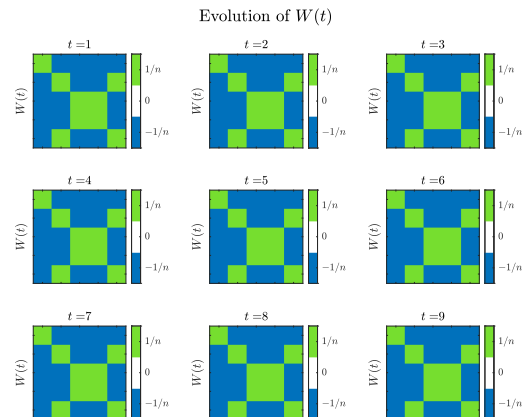 Evolution of W(t)
t =1 t =2 t =3
W(t) 1/n 0 −1/n W(t) 1/n 0 −1/n W(t) 1/n 0 −1/n
t =4 t =5 t =6
W(t) 1/n 0 −1/n W(t) 1/n 0 −1/n W(t) 1/n 0 −1/n
t =7 t =8 t =9
W(t) 1/n 0 −1/n W(t) 1/n 0 −1/n W(t) 1/n 0 −1/n